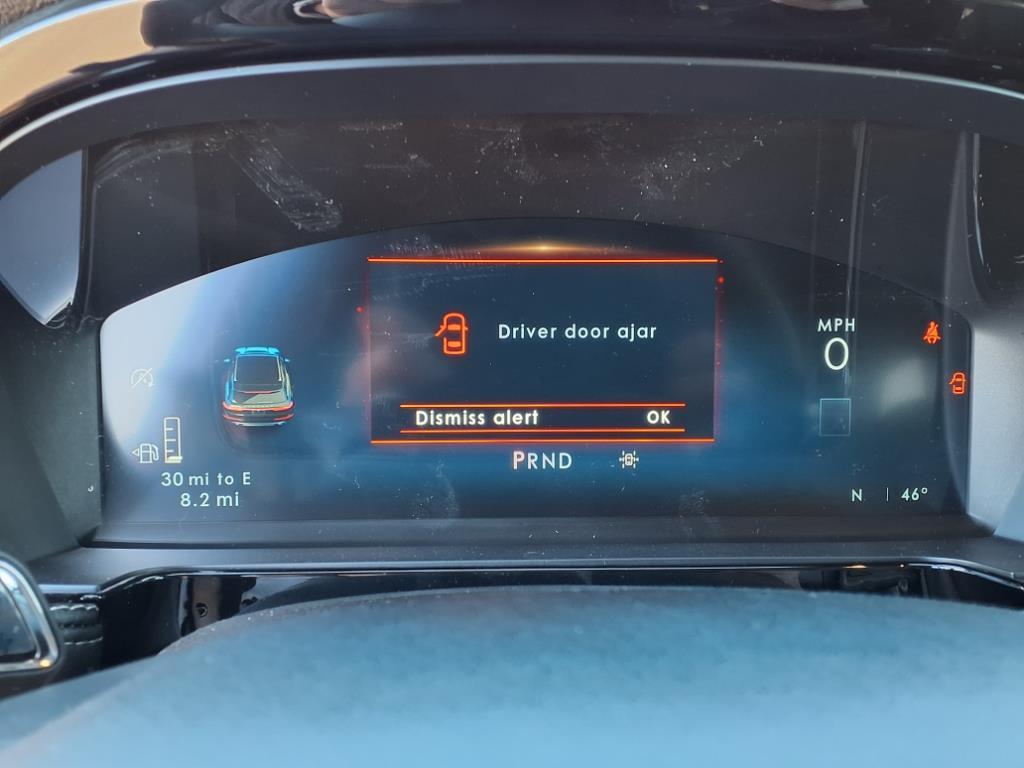 Driver door ajar
MPH
0
Dismiss alert OK
PRND
30 mi to E
8.2 mi
N | 46°